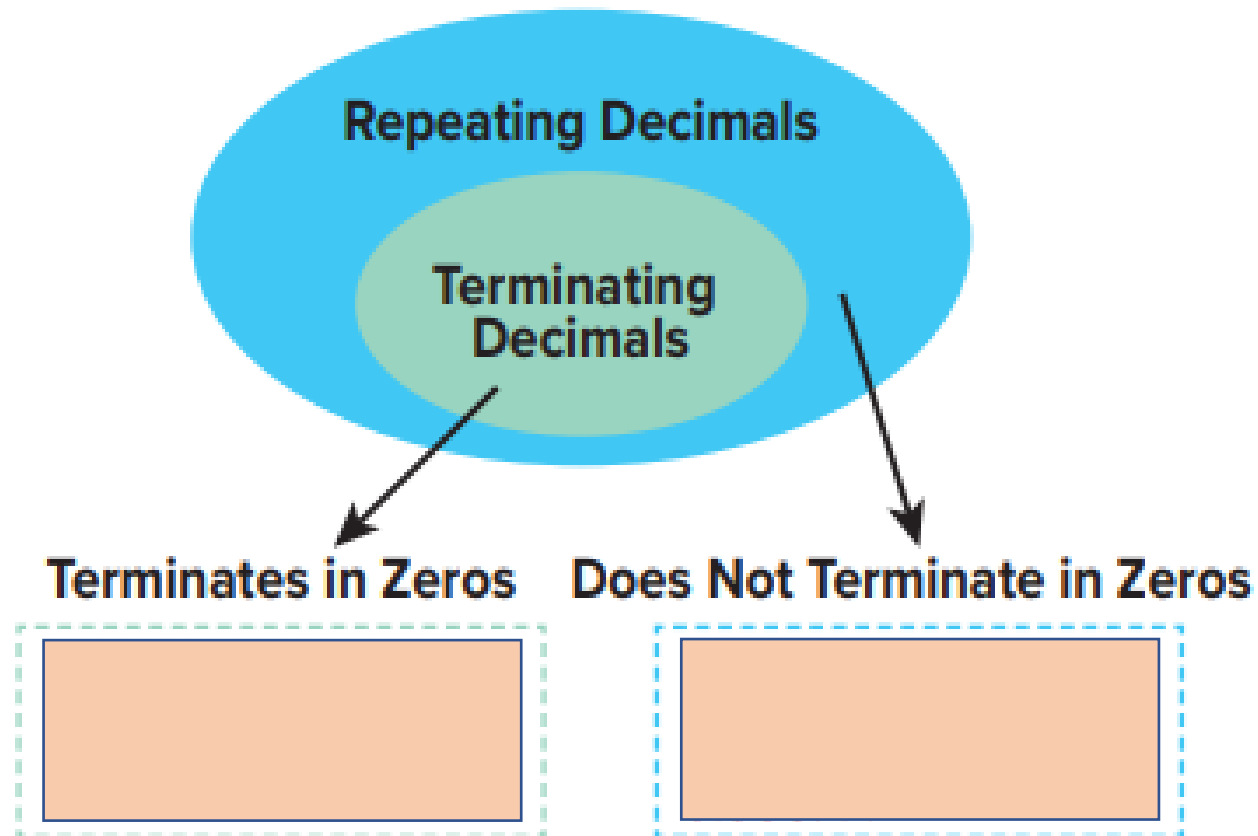 Repeating Decimals
Terminating
Decimals
Terminates in Zeros
Does Not Terminate in Zeros